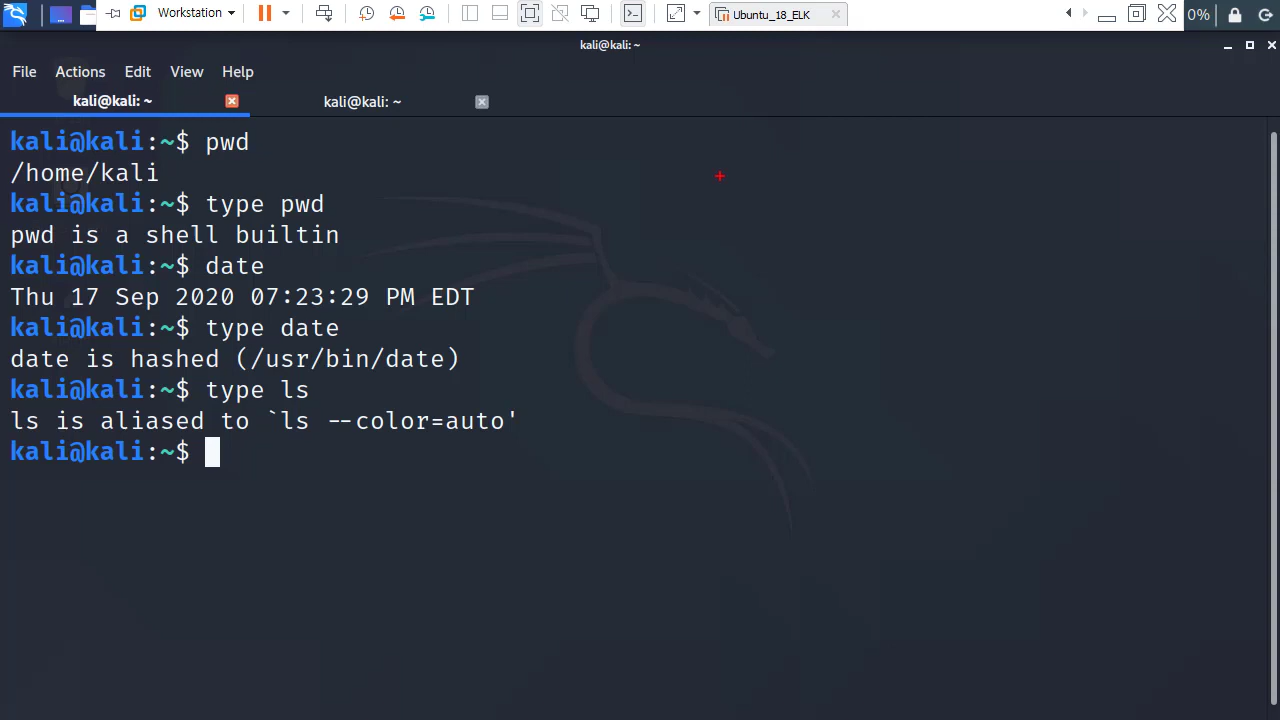 Workstation
Ubuntu_18_ELK
0%
kali@kali: ~
File Actions Edit View Help
kali@kali: ~ kali@kali: ~
kali@kali:~$ pwd
/home/kali
kali@kali:~$ type pwd
pwd is a shell builtin
kali@kali:~$ date
Thu 17 Sep 2020 07:23:29 PM EDT
kali@kali:~$ type date
date is hashed (/usr/bin/date)
kali@kali:~$ type ls
ls is aliased to `ls --color=auto'
kali@kali:~$